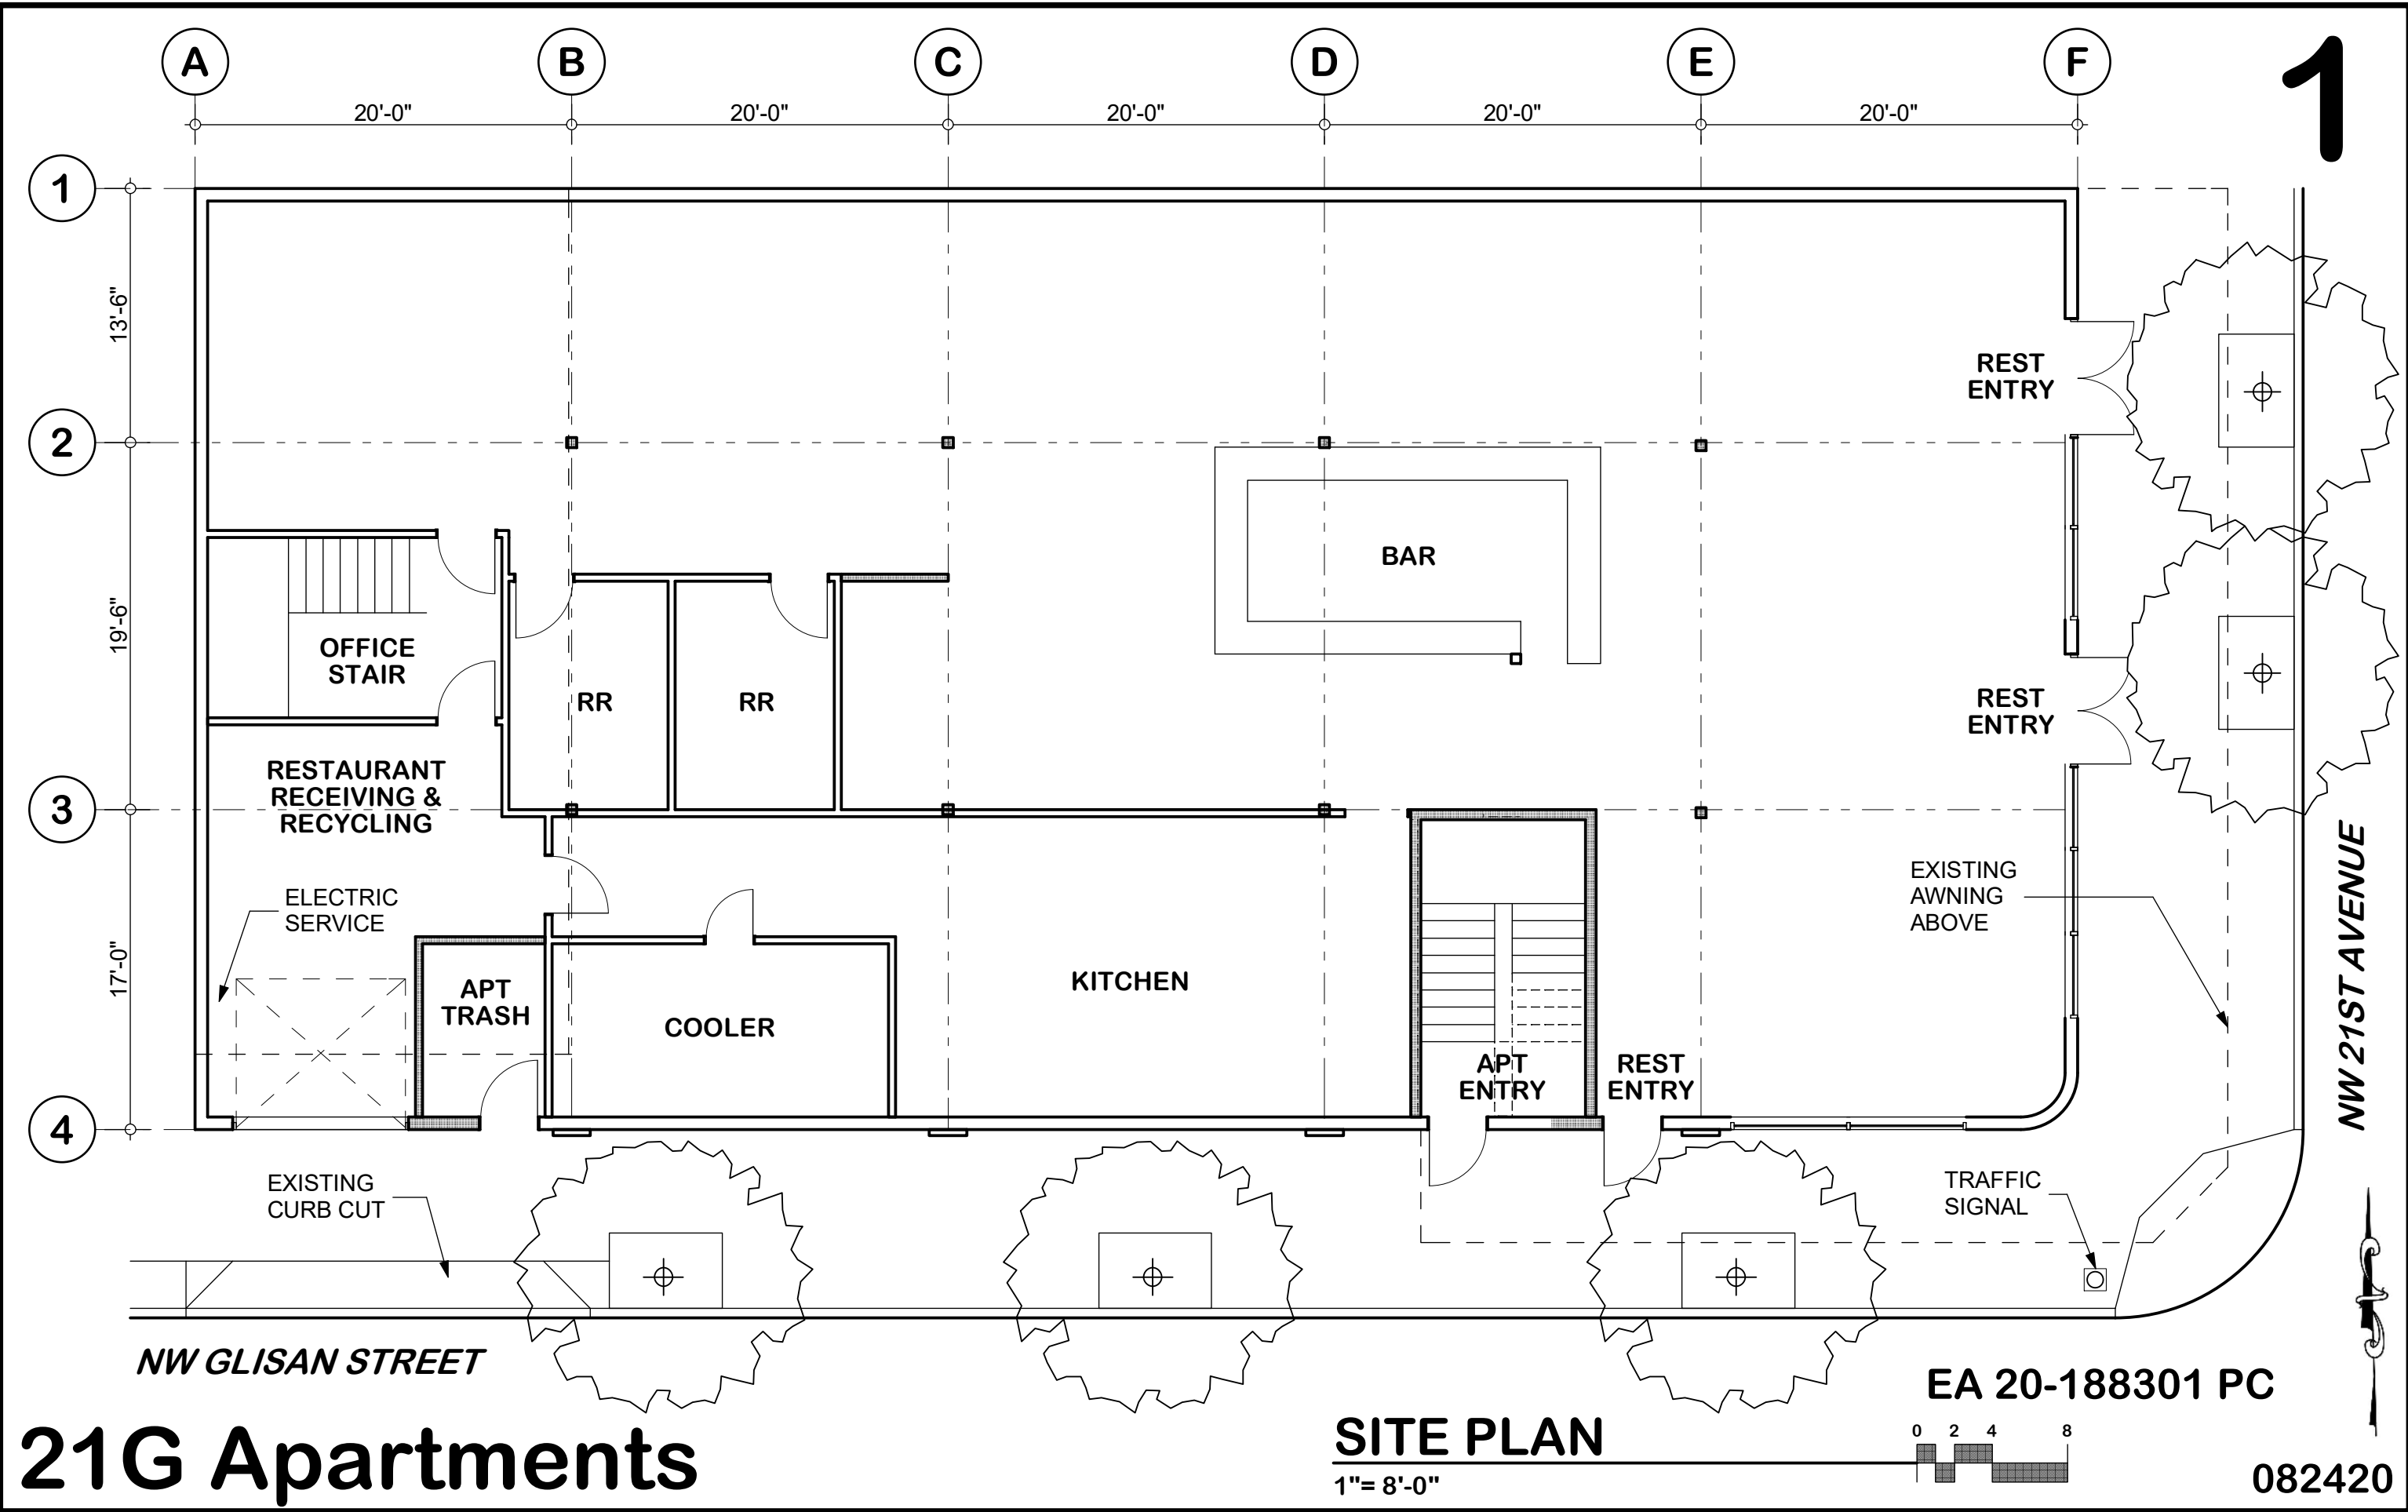 A B C D E F
1
20'-0" 20'-0" 20'-0" 20'-0" 20'-0"
1
13'-6"
REST
ENTRY
2
BAR
19'-6"
OFFICE
STAIR
RR
RR
REST
ENTRY
RESTAURANT
RECEIVING &
RECYCLING
3
ELECTRIC
SERVICE
EXISTING
AWNING
ABOVE
NW 21ST AVENUE
17'-0"
APT
TRASH
COOLER
KITCHEN
APT
ENTRY
REST
ENTRY
4
EXISTING
CURB CUT
TRAFFIC
SIGNAL
NW GLISAN STREET
EA 20-188301 PC
21G Apartments
SITE PLAN
1"= 8'-0"
0 2 4 8
082420